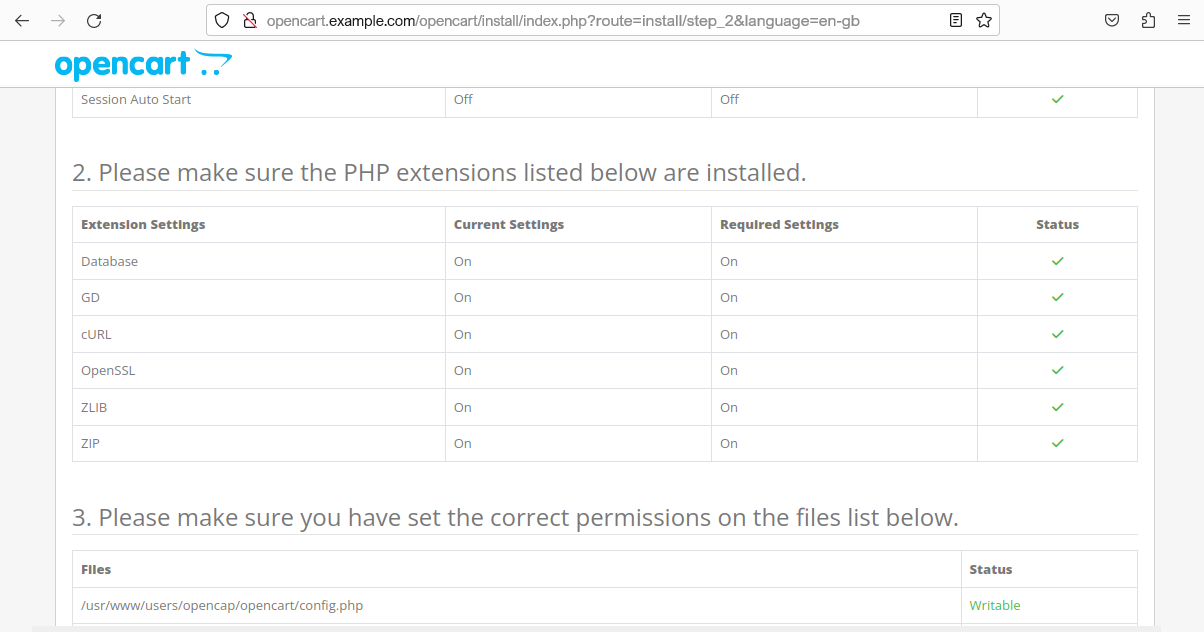 opencart.example.com/opencart/install/index.php?route=install/step_2&language=en-gb
opencart
Session Auto Start Off Off
2. Please make sure the PHP extensions listed below are installed.
Extension Settings Current Settings Required Settings Status
Database On On
GD On On
cURL On On
OpenSSL On On
ZLIB On On
ZIP On On
3. Please make sure you have set the correct permissions on the files list below.
Files Status
/usr/www/users/opencap/opencart/config.php Writable